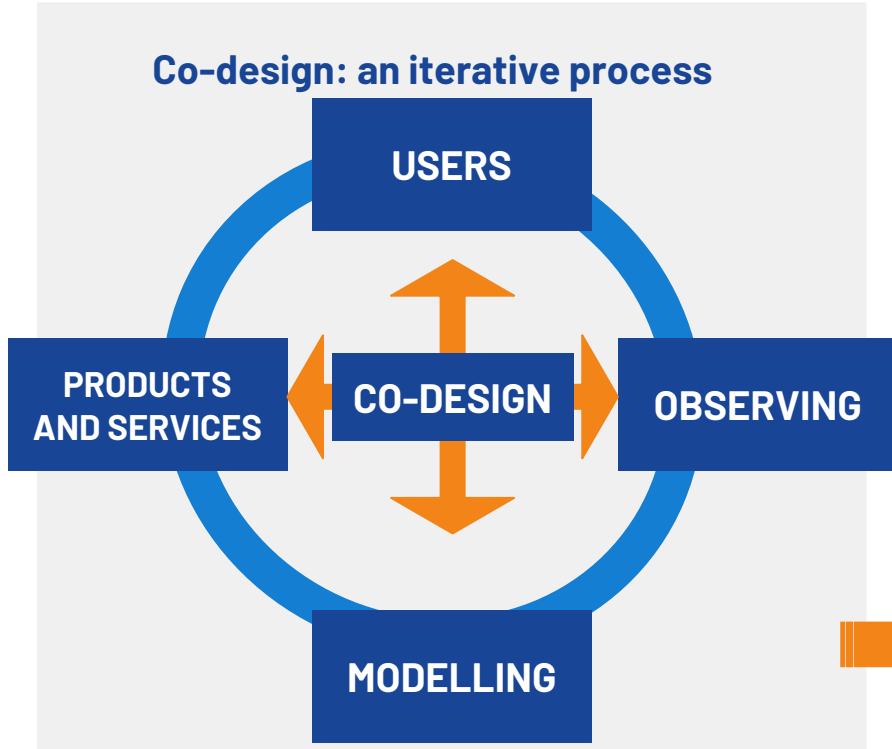 Co-design: an iterative process
USERS
PRODUCTS
AND SERVICES
CO-DESIGN
OBSERVING
MODELLING